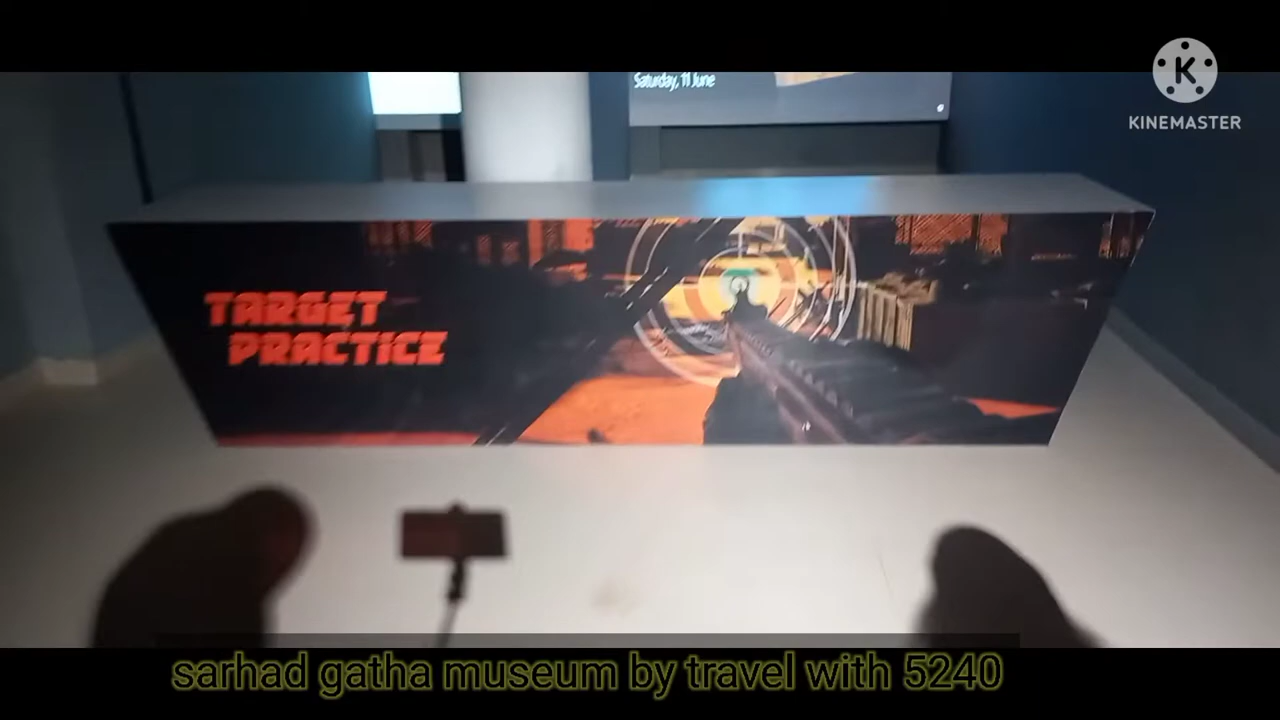 Saturday, 11 June
K
KINEMASTER
TARGET
PRACTICE
sarhad gatha museum by travel with 5240